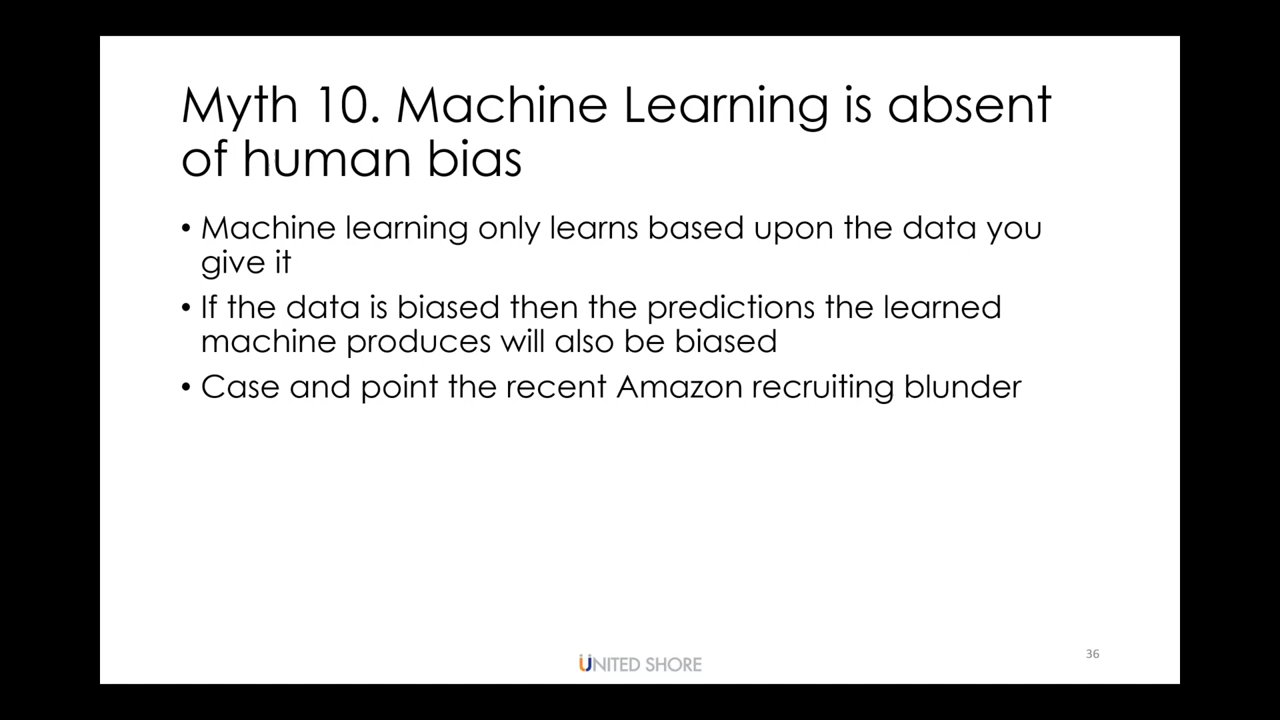 Myth 10. Machine Learning is absent
of human bias
• Machine learning only learns based upon the data you
give it
• If the data is biased then the predictions the learned
machine produces will also be biased
• Case and point the recent Amazon recruiting blunder
UNITED SHORE
36